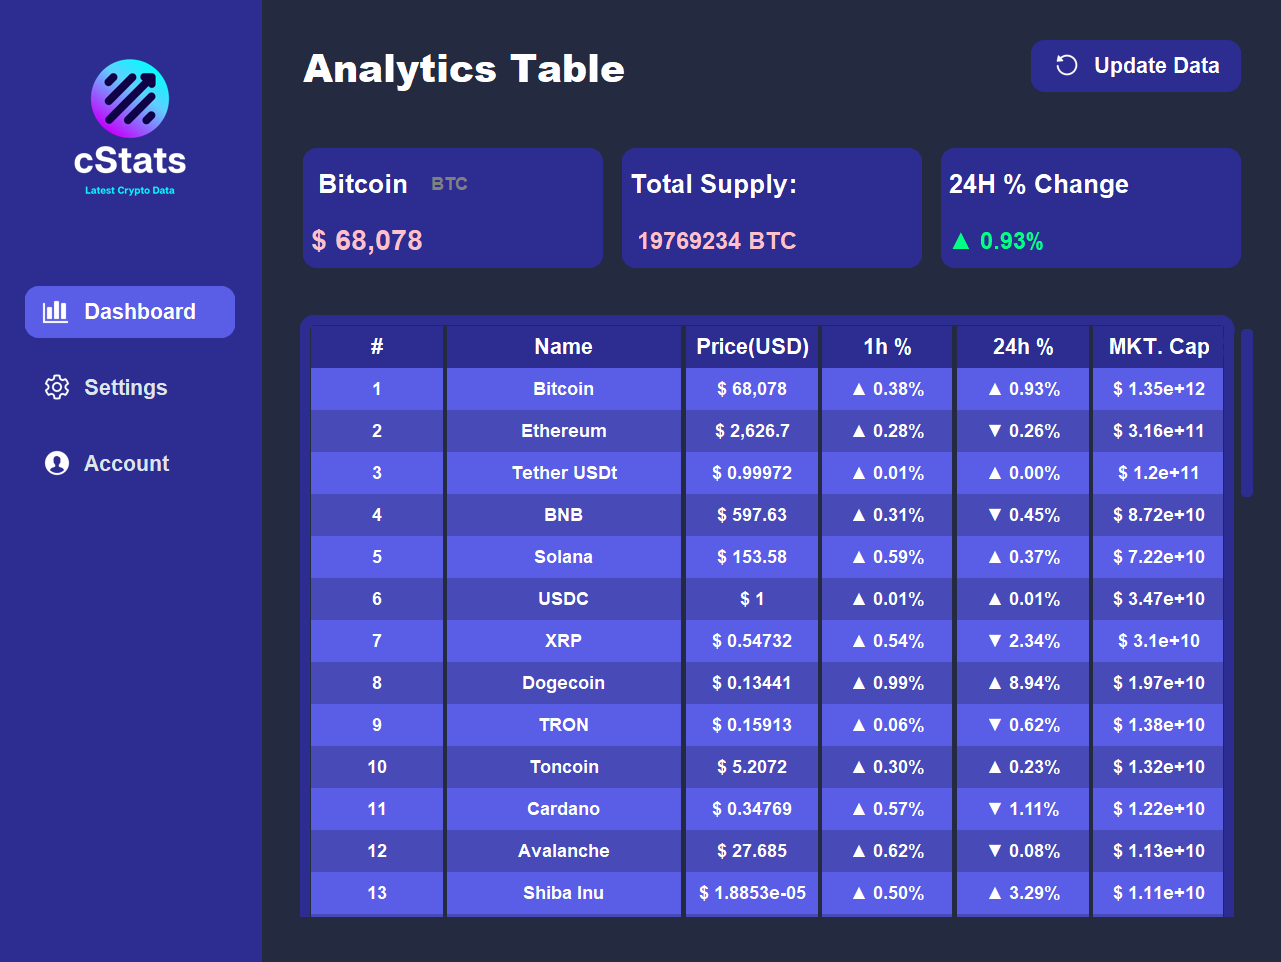 cStats
Latest Crypto Data
Dashboard
Settings
Account
Analytics Table
Update Data
Bitcoin BTC
$ 68,078
Total Supply:
19769234 BTC
24H % Change
▲ 0.93%
# Name Price(USD) 1h % 24h % MKT. Cap
1 Bitcoin $ 68,078 ▲ 0.38% ▲ 0.93% $ 1.35e+12
2 Ethereum $ 2,626.7 ▲ 0.28% ▼ 0.26% $ 3.16e+11
3 Tether USDt $ 0.99972 ▲ 0.01% ▲ 0.00% $ 1.2e+11
4 BNB $ 597.63 ▲ 0.31% ▼ 0.45% $ 8.72e+10
5 Solana $ 153.58 ▲ 0.59% ▲ 0.37% $ 7.22e+10
6 USDC $ 1 ▲ 0.01% ▲ 0.01% $ 3.47e+10
7 XRP $ 0.54732 ▲ 0.54% ▼ 2.34% $ 3.1e+10
8 Dogecoin $ 0.13441 ▲ 0.99% ▲ 8.94% $ 1.97e+10
9 TRON $ 0.15913 ▲ 0.06% ▼ 0.62% $ 1.38e+10
10 Toncoin $ 5.2072 ▲ 0.30% ▲ 0.23% $ 1.32e+10
11 Cardano $ 0.34769 ▲ 0.57% ▼ 1.11% $ 1.22e+10
12 Avalanche $ 27.685 ▲ 0.62% ▼ 0.08% $ 1.13e+10
13 Shiba Inu $ 1.8853e-05 ▲ 0.50% ▲ 3.29% $ 1.11e+10